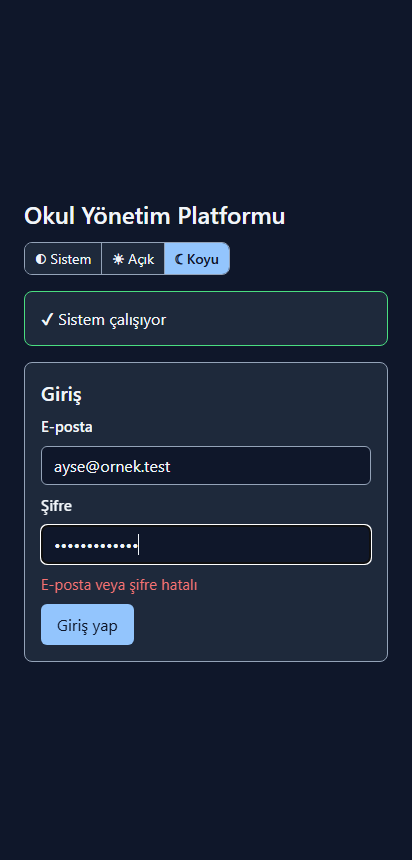 Okul Yönetim Platformu
◐ Sistem ☀ Açık ☾ Koyu
✔ Sistem çalışıyor
Giriş
E-posta
ayse@ornek.test
Şifre
•••••••••••••
E-posta veya şifre hatalı
Giriş yap